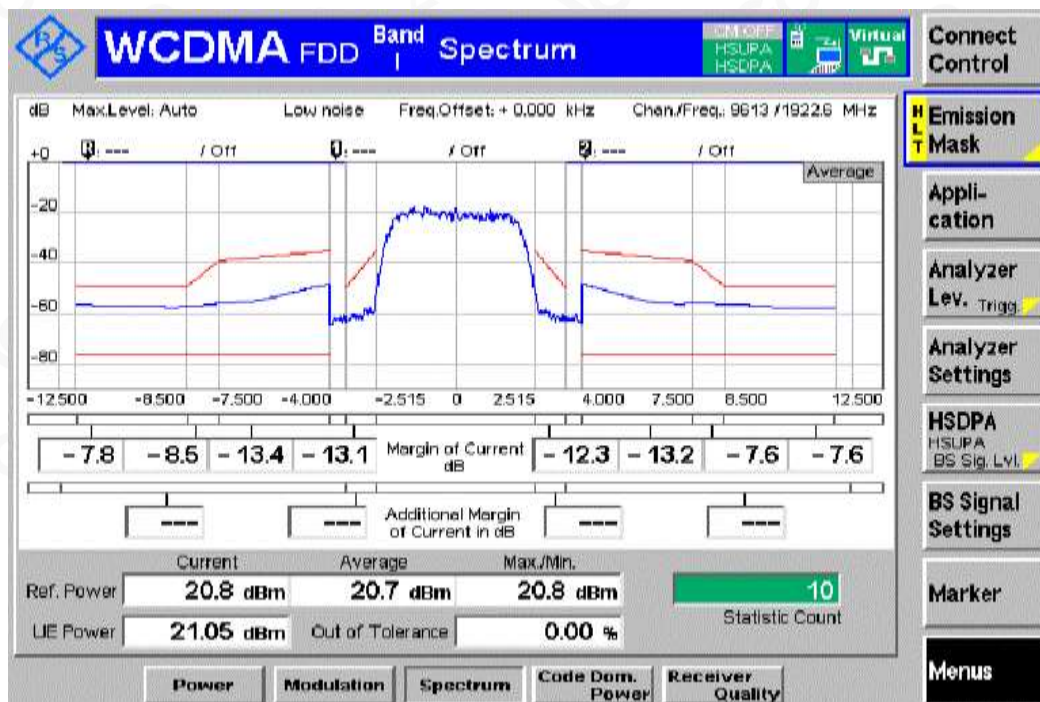 R S
WCDMA FDD Band I Spectrum
CM OFF
HSUPA
HSDPA
Virtual
Connect Control
dB Max.Level: Auto Low noise Freq.Offset: + 0.000 kHz Chan./Freq.: 9613 / 1922.6 MHz
R: --- / Off 1: --- / Off 2: --- / Off
Average
+0
-20
-40
-60
-80
-12.500 -8.500 -7.500 -4.000 -2.515 0 2.515 4.000 7.500 8.500 12.500
-7.8 -8.5 -13.4 -13.1 Margin of Current dB -12.3 -13.2 -7.6 -7.6
--- --- Additional Margin of Current in dB --- ---
Current Average Max./Min.
Ref. Power 20.8 dBm 20.7 dBm 20.8 dBm
10
Statistic Count
UE Power 21.05 dBm Out of Tolerance 0.00 %
HLT
Emission Mask
Appli-
cation
Analyzer
Lev. Trigg.
Analyzer
Settings
HSDPA
HSUPA
BS Sig. Lvl.
BS Signal
Settings
Marker
Menus
Power Modulation Spectrum Code Dom. Power Receiver Quality